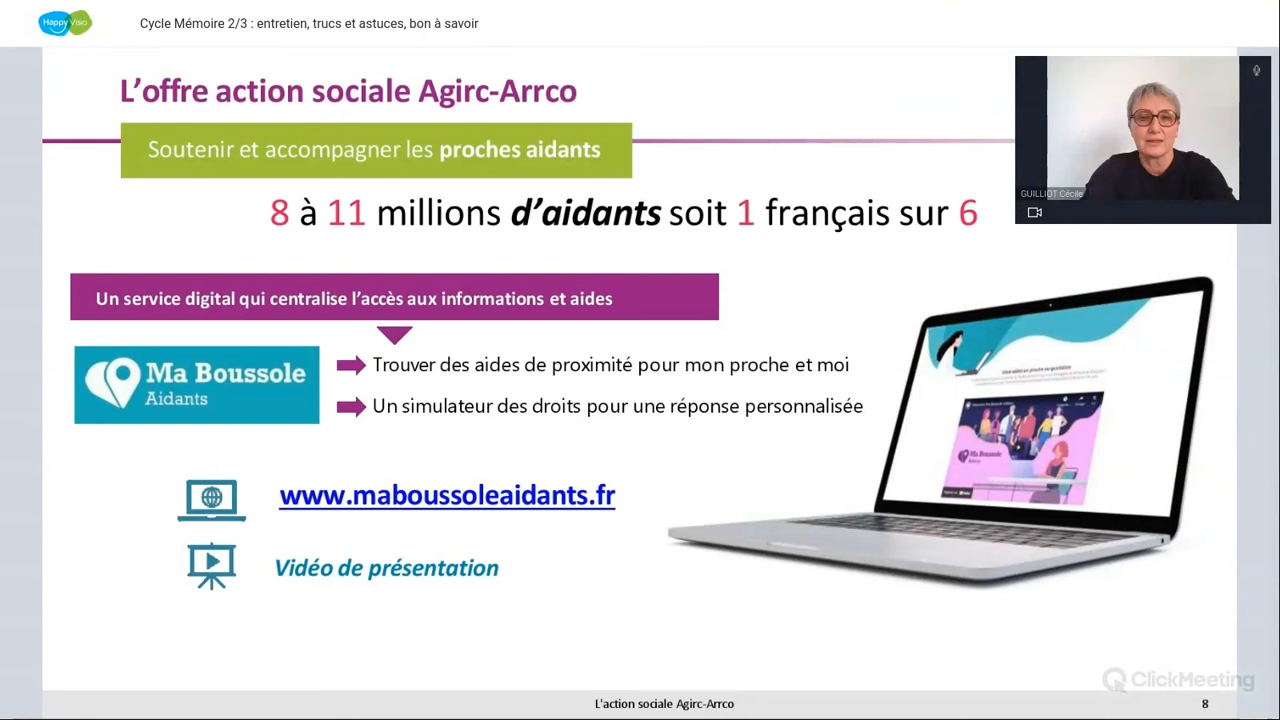 Happy Visio
Cycle Mémoire 2/3 : entretien, trucs et astuces, bon à savoir
L'offre action sociale Agirc-Arrco
Soutenir et accompagner les proches aidants
8 à 11 millions d'aidants soit 1 français sur 6
GUILLIOT Cécile
Un service digital qui centralise l'accès aux informations et aides
Ma Boussole
Aidants
Trouver des aides de proximité pour mon proche et moi
Un simulateur des droits pour une réponse personnalisée
Ma Boussole
www.maboussoleaidants.fr
Vidéo de présentation
ClickMeeting
L'action sociale Agirc-Arrco
8